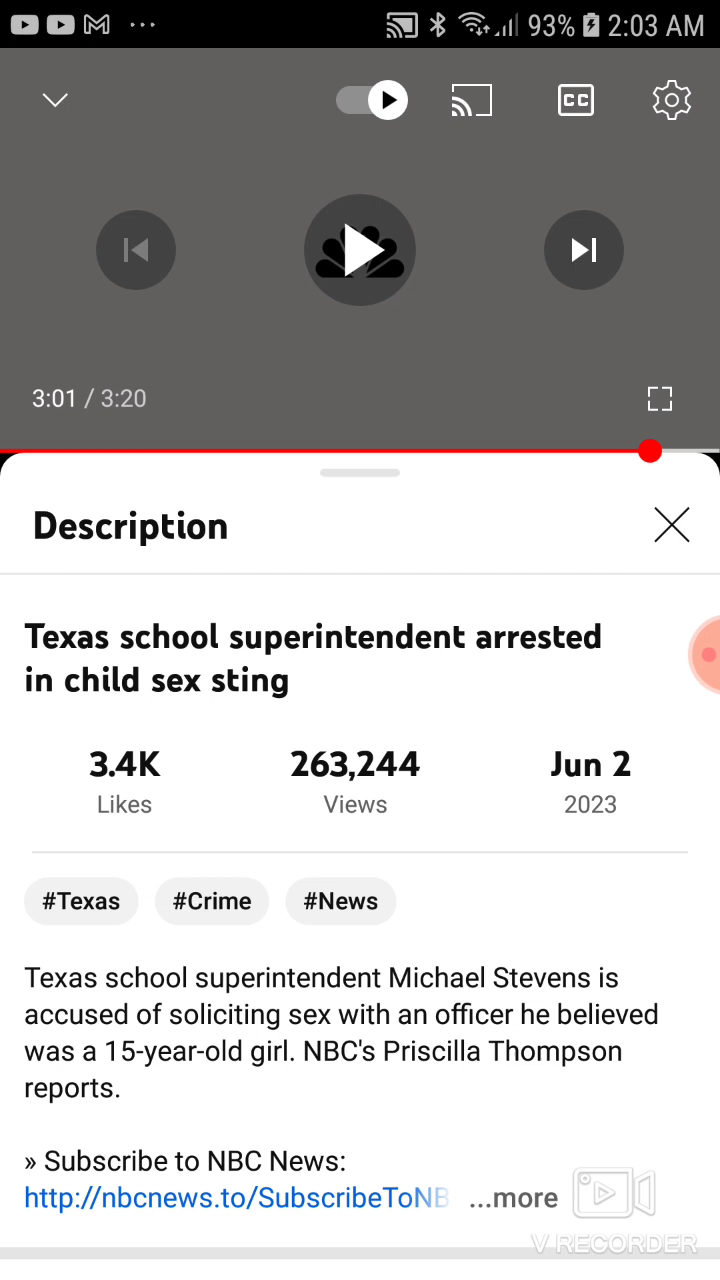 93% 2:03 AM
CC
3:01 / 3:20
Description
Texas school superintendent arrested
in child sex sting
3.4K 263,244 Jun 2
Likes Views 2023
#Texas #Crime #News
Texas school superintendent Michael Stevens is
accused of soliciting sex with an officer he believed
was a 15-year-old girl. NBC's Priscilla Thompson
reports.
» Subscribe to NBC News:
http://nbcnews.to/SubscribeToNB ...more
V RECORDER